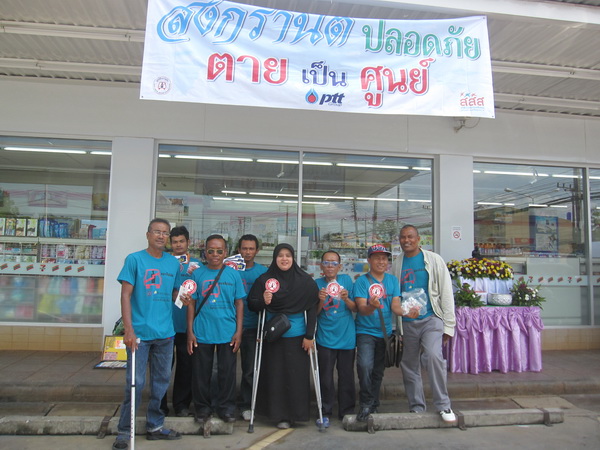 สงกรานต์ ปลอดภัย
ตาย เป็น ศูนย์
ptt
สสส